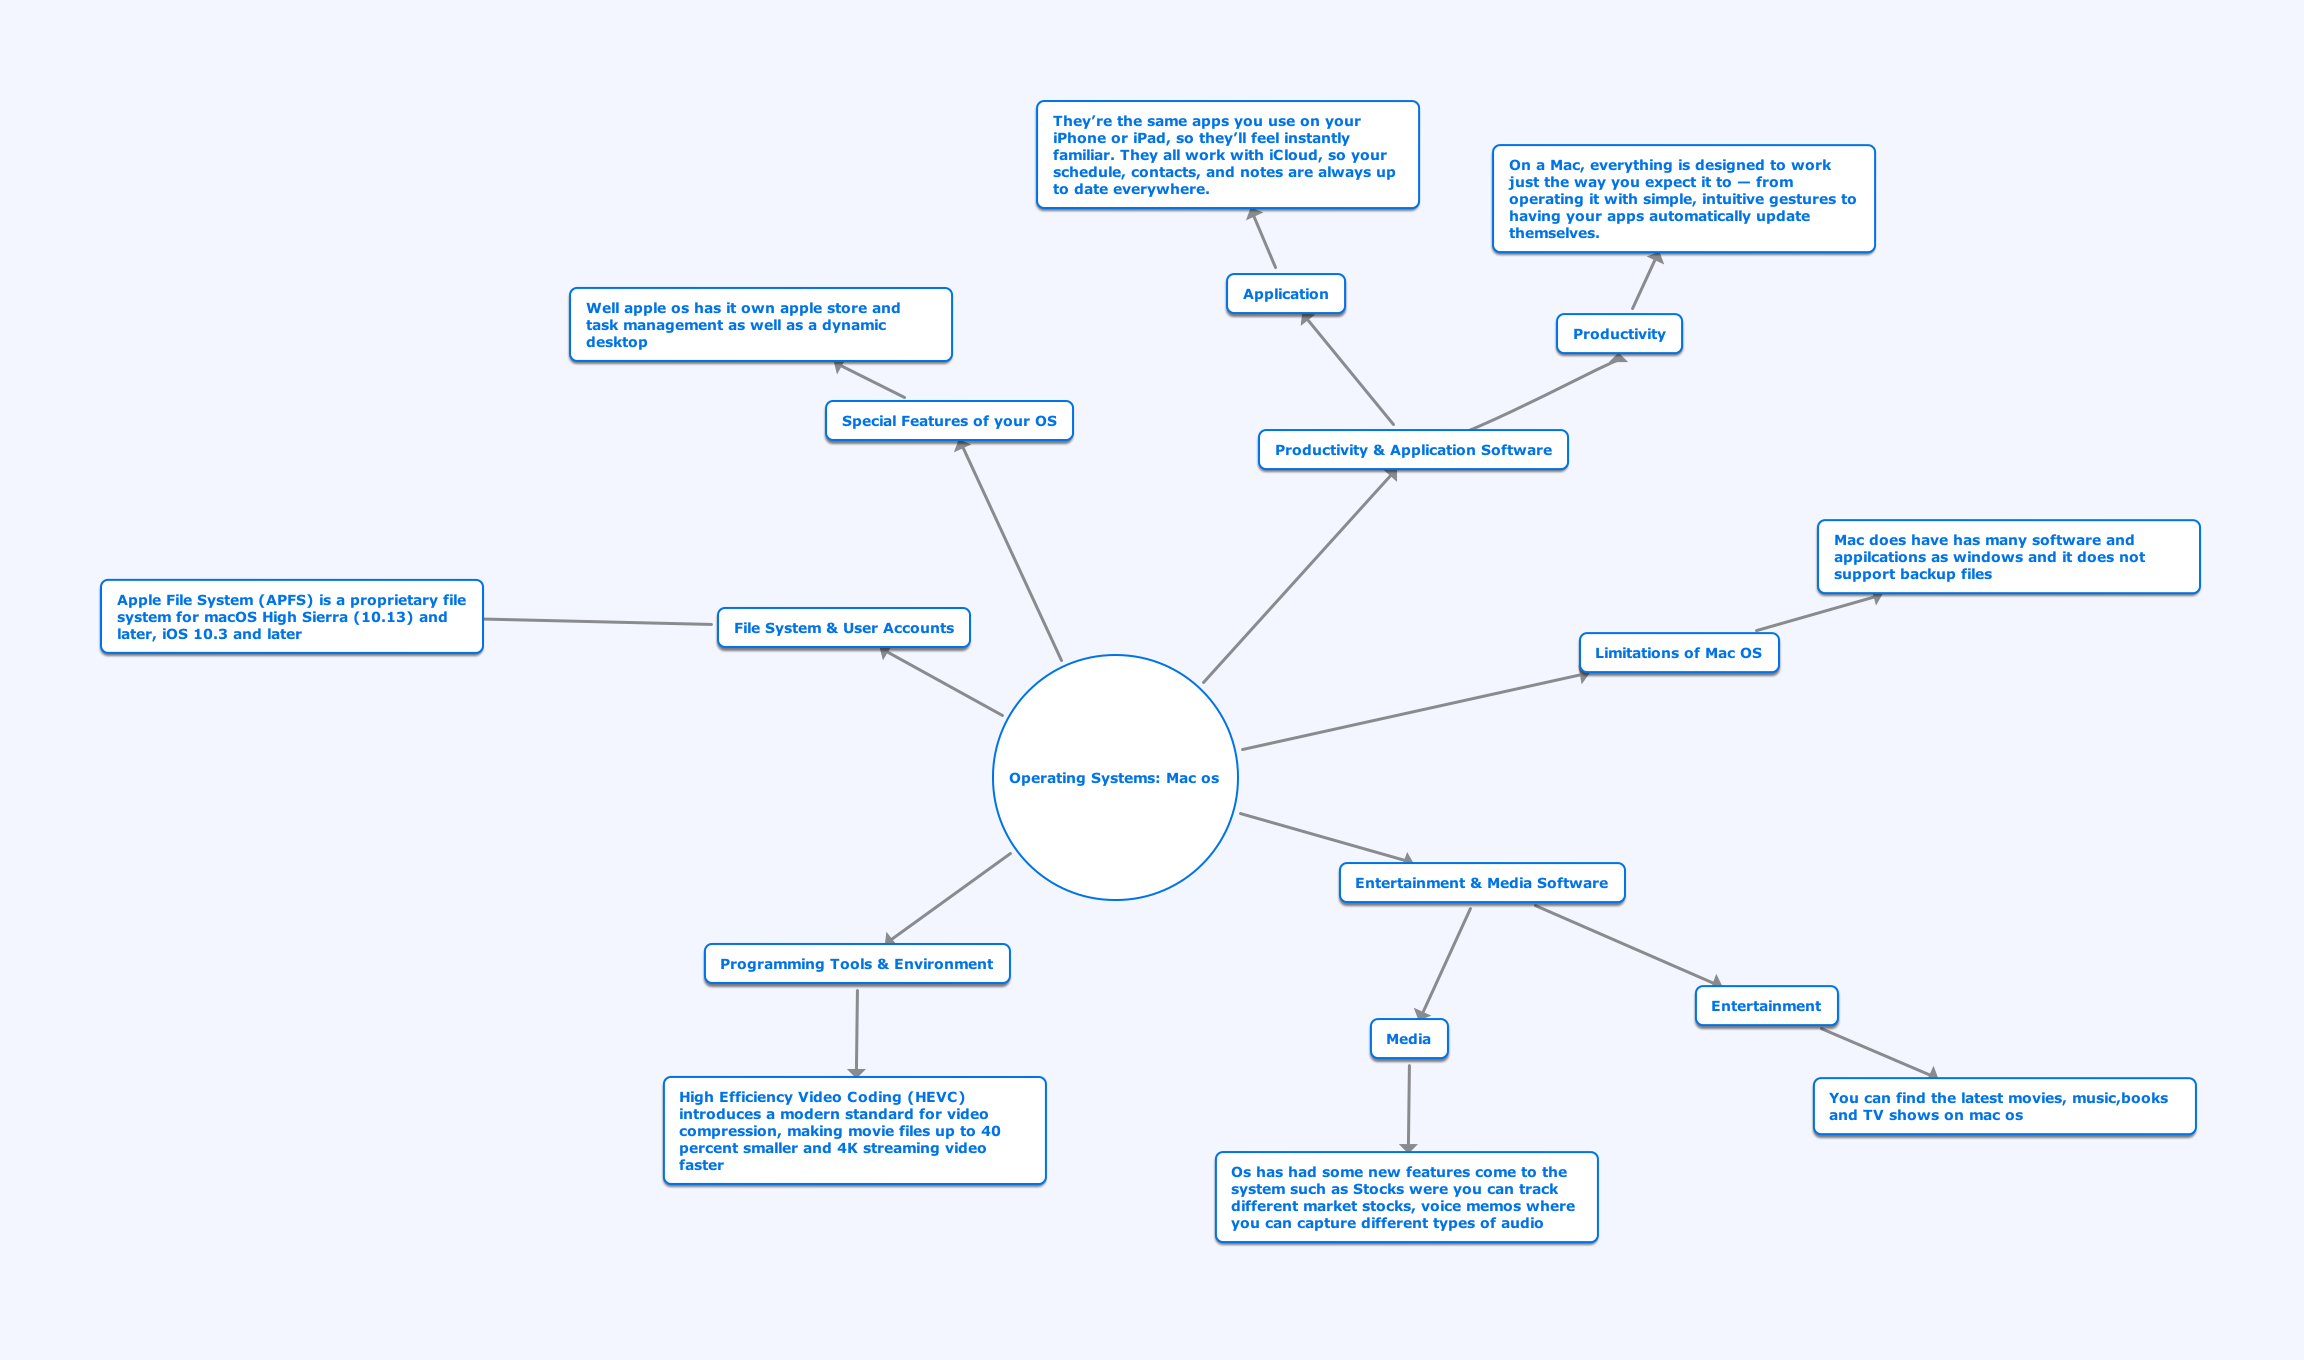 They’re the same apps you use on your
iPhone or iPad, so they’ll feel instantly
familiar. They all work with iCloud, so your
schedule, contacts, and notes are always up
to date everywhere.
On a Mac, everything is designed to work
just the way you expect it to — from
operating it with simple, intuitive gestures to
having your apps automatically update
themselves.
Application
Well apple os has it own apple store and
task management as well as a dynamic
desktop
Productivity
Special Features of your OS
Productivity & Application Software
Mac does have has many software and
appilcations as windows and it does not
support backup files
Apple File System (APFS) is a proprietary file
system for macOS High Sierra (10.13) and
later, iOS 10.3 and later
File System & User Accounts
Limitations of Mac OS
Operating Systems: Mac os
Entertainment & Media Software
Programming Tools & Environment
Entertainment
Media
High Efficiency Video Coding (HEVC)
introduces a modern standard for video
compression, making movie files up to 40
percent smaller and 4K streaming video
faster
You can find the latest movies, music,books
and TV shows on mac os
Os has had some new features come to the
system such as Stocks were you can track
different market stocks, voice memos where
you can capture different types of audio